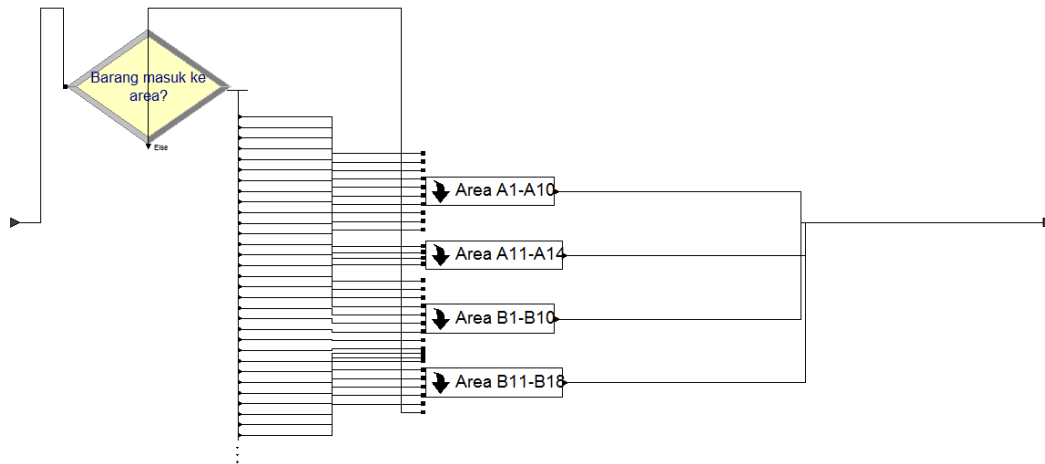 Barang masuk ke
area?
Else
Area A1-A10
Area A11-A14
Area B1-B10
Area B11-B18